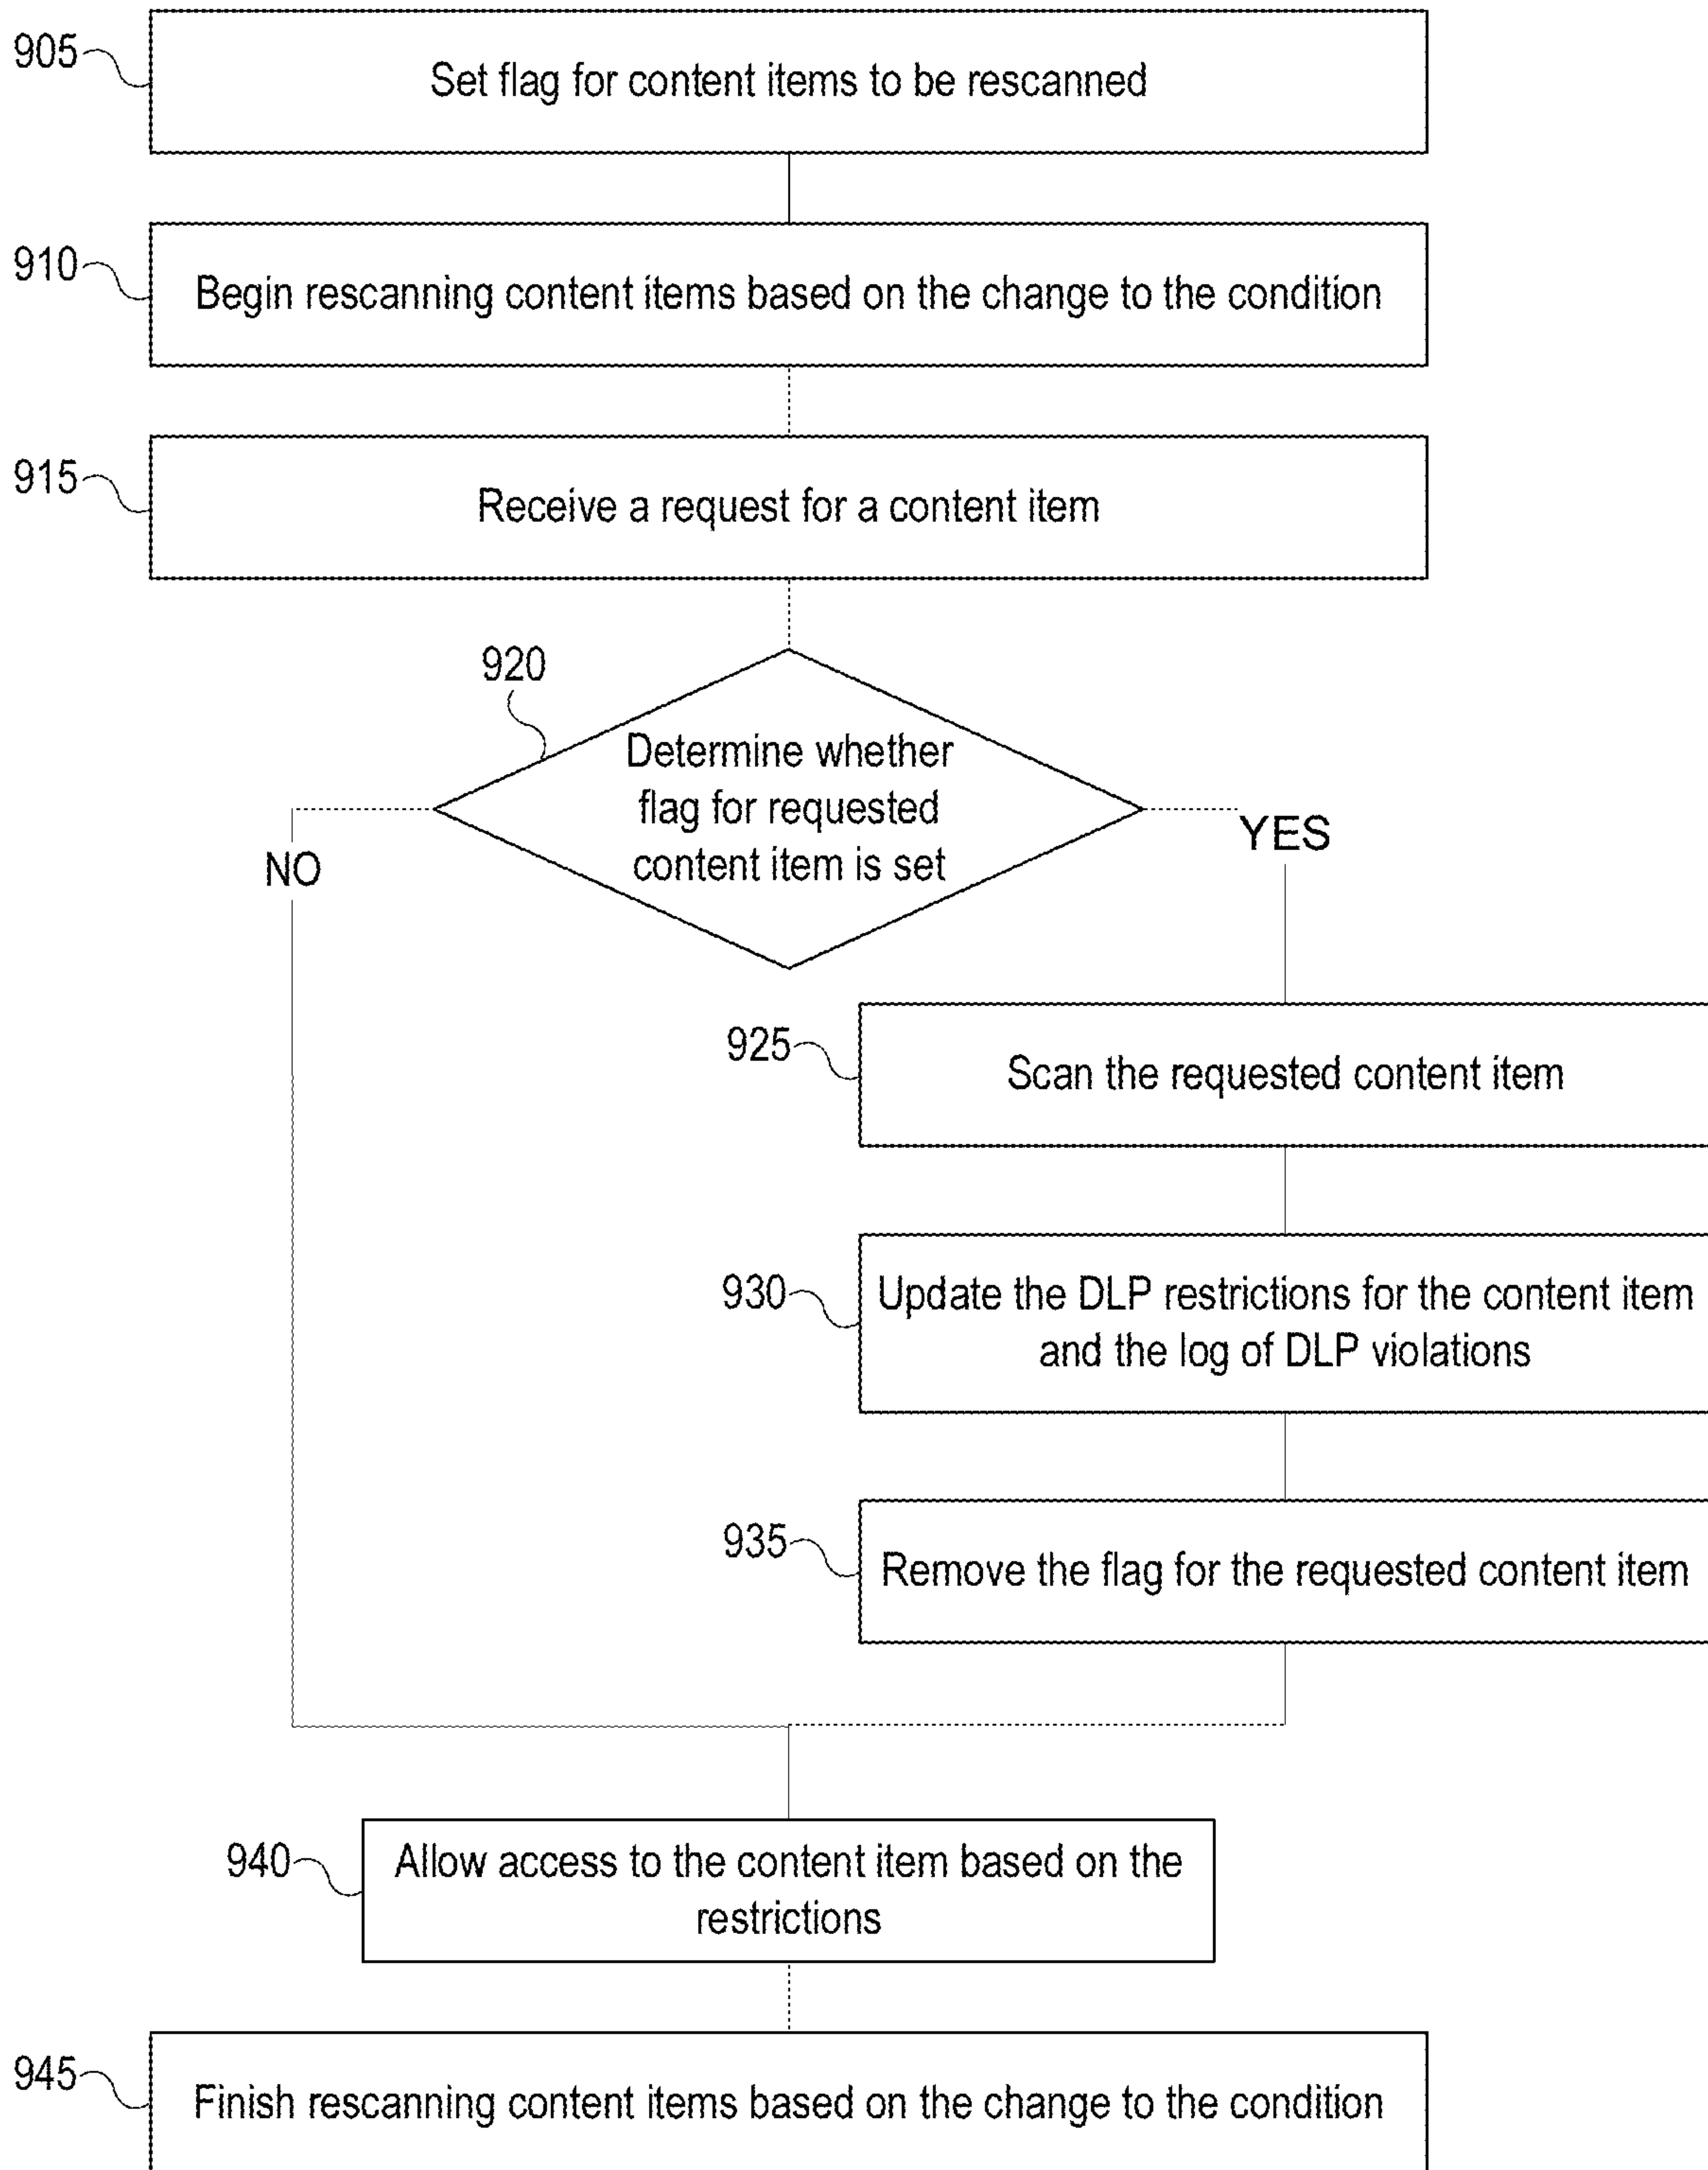 905
Set flag for content items to be rescanned
910
Begin rescanning content items based on the change to the condition
915
Receive a request for a content item
920
Determine whether
flag for requested
content item is set
NO
YES
925
Scan the requested content item
930
Update the DLP restrictions for the content item
and the log of DLP violations
935
Remove the flag for the requested content item
940
Allow access to the content item based on the
restrictions
945
Finish rescanning content items based on the change to the condition